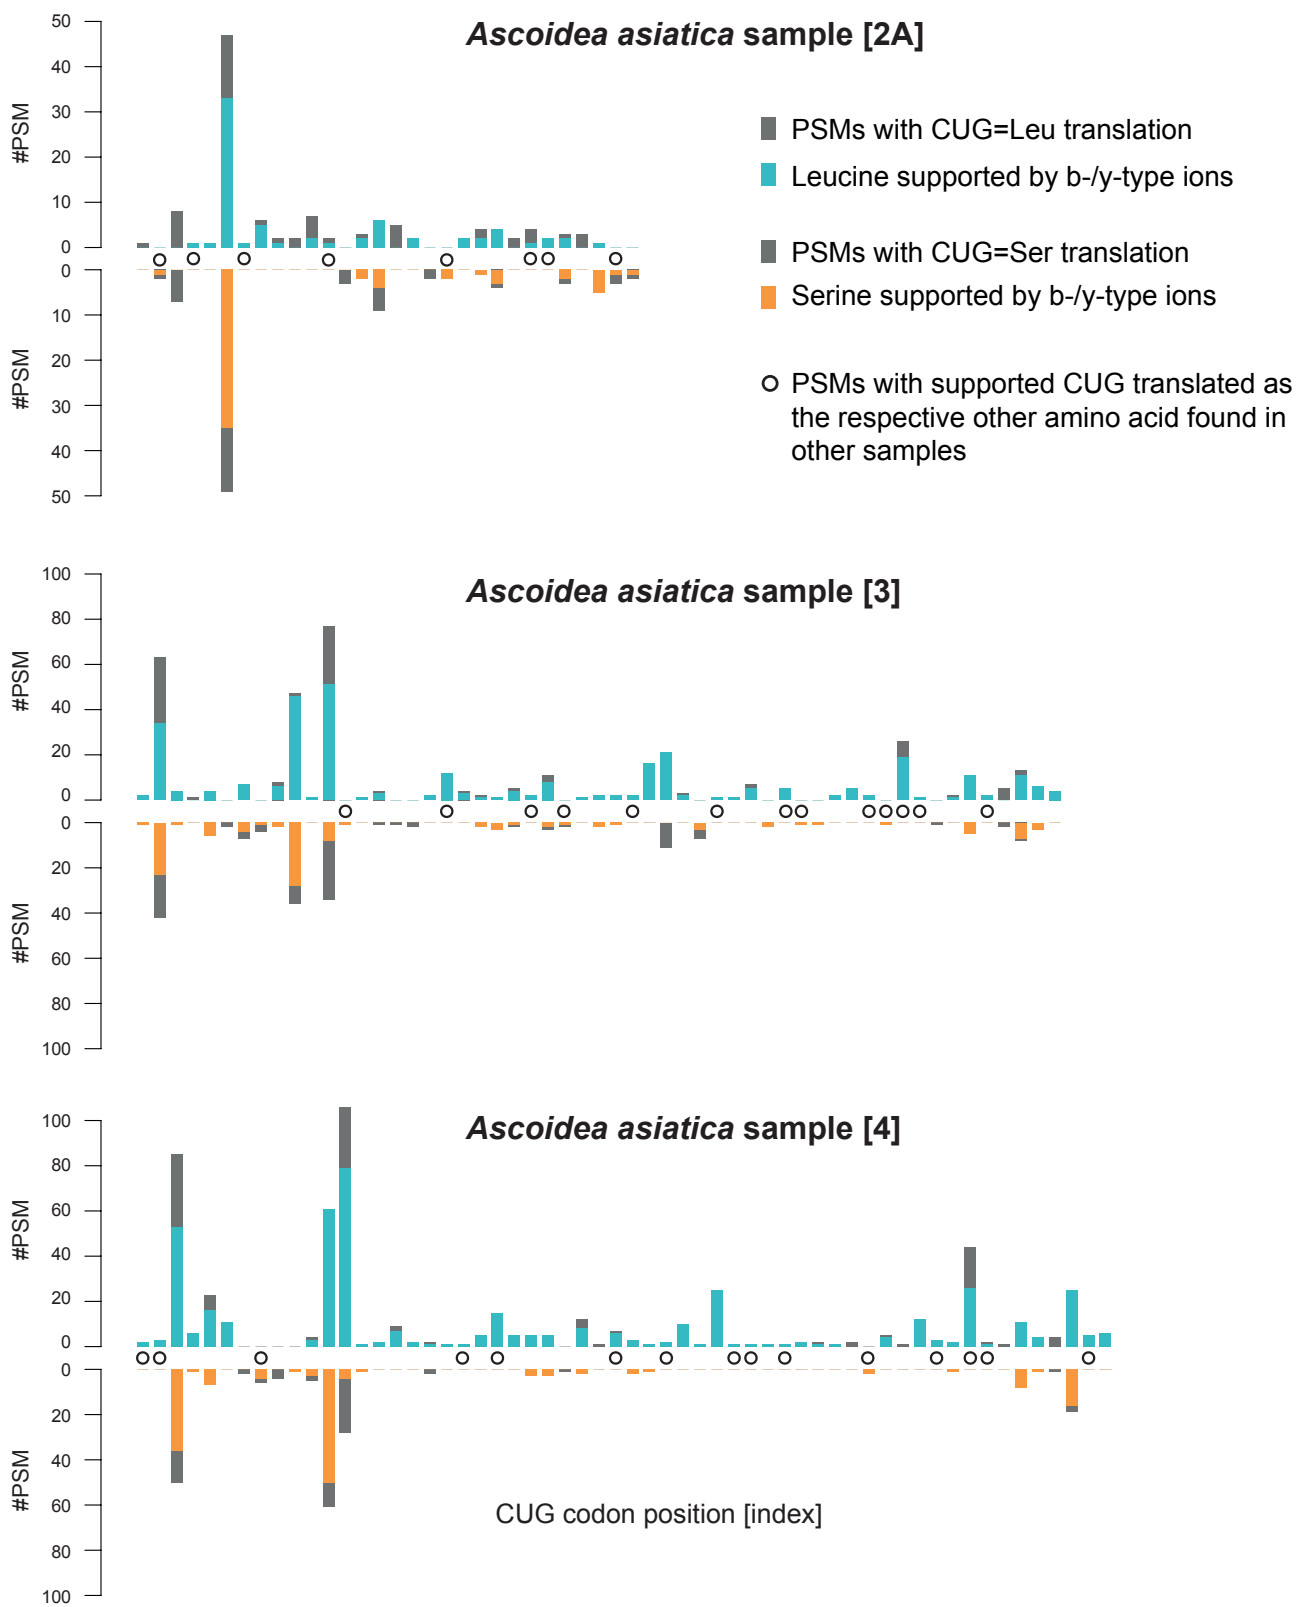 Ascoidea asiatica sample [2A]
50
40
30
20
10
0
#PSM
0
10
20
30
40
50
#PSM
PSMs with CUG=Leu translation
Leucine supported by b-/y-type ions
PSMs with CUG=Ser translation
Serine supported by b-/y-type ions
PSMs with supported CUG translated as
the respective other amino acid found in
other samples
Ascoidea asiatica sample [3]
100
80
60
40
20
0
#PSM
0
20
40
60
80
100
#PSM
Ascoidea asiatica sample [4]
100
80
60
40
20
0
#PSM
0
20
40
60
80
100
#PSM
CUG codon position [index]